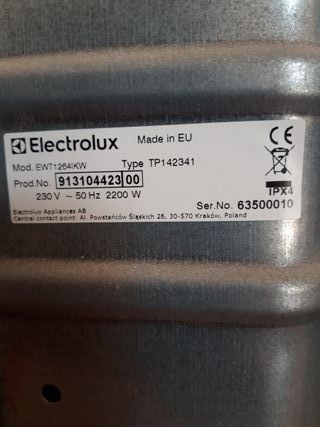 Electrolux Made in EU CE
Mod. EWT1264IKW Type TP142341
Prod.No. 913104423 00
230 V ~ 50 Hz 2200 W IPX4
Ser.No. 63500010
Electrolux Appliances AB
Central contact point: Al. Powstańców Śląskich 26, 30-570 Kraków, Poland